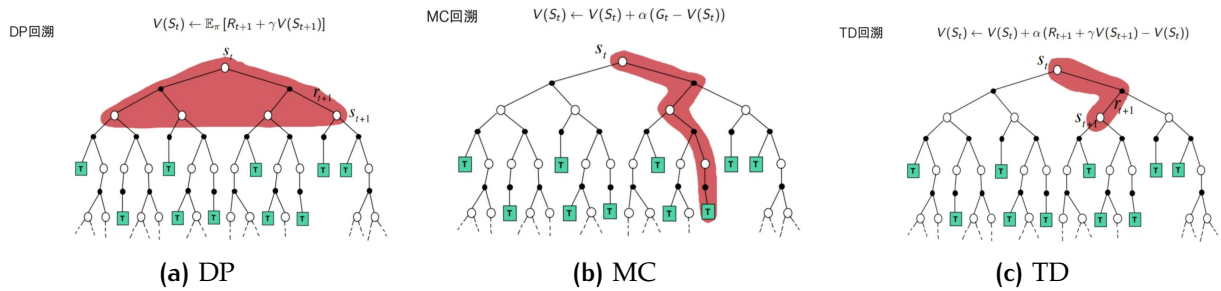 DP回溯
V(S_t) ← 𝔼_π [R_{t+1} + γV(S_{t+1})]
s_t
r_{t+1}
s_{t+1}
T T T T T
T T T T T
(a) DP
MC回溯
V(S_t) ← V(S_t) + α (G_t − V(S_t))
s_t
T T T T T
T T T T T
(b) MC
TD回溯
V(S_t) ← V(S_t) + α (R_{t+1} + γV(S_{t+1}) − V(S_t))
s_t
r_{t+1}
s_{t+1}
T T T T T
T T T T T
(c) TD